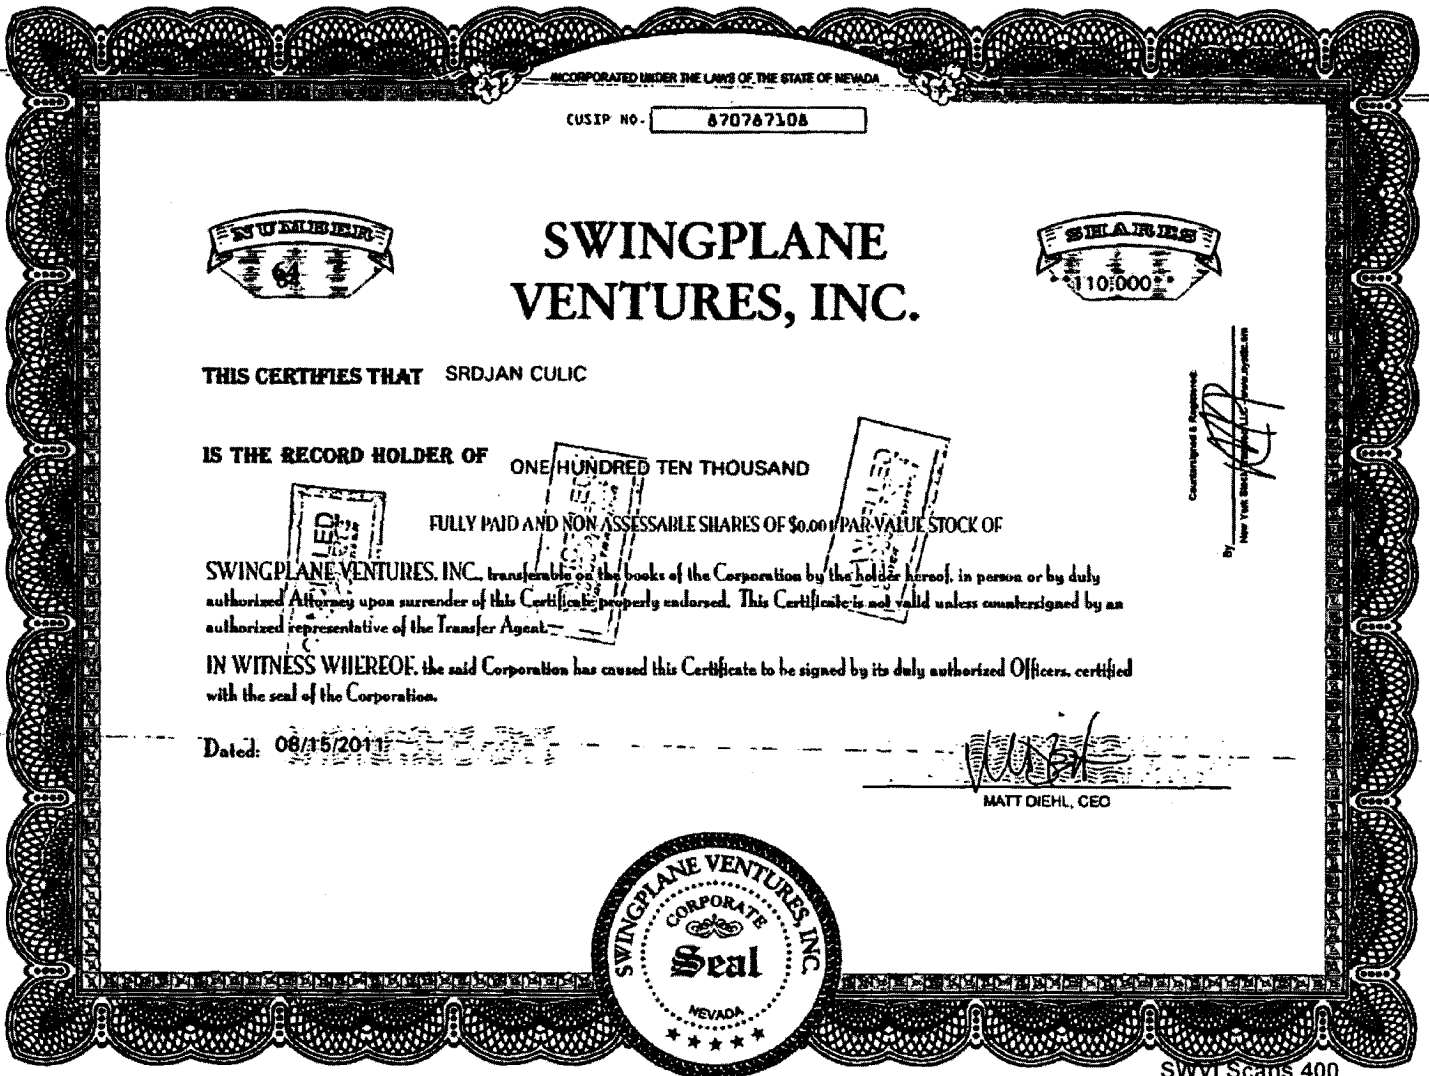 INCORPORATED UNDER THE LAWS OF THE STATE OF NEVADA
CUSIP NO. 870787108
NUMBER
64
SWINGPLANE
VENTURES, INC.
SHARES
**110,000**
THIS CERTIFIES THAT SRDJAN CULIC
IS THE RECORD HOLDER OF ONE HUNDRED TEN THOUSAND
FULLY PAID AND NON ASSESSABLE SHARES OF $0.001 PAR VALUE STOCK OF
SWINGPLANE VENTURES, INC., transferable on the books of the Corporation by the holder hereof, in person or by duly
authorized Attorney upon surrender of this Certificate properly endorsed. This Certificate is not valid unless countersigned by an
authorized representative of the Transfer Agent.
IN WITNESS WHEREOF, the said Corporation has caused this Certificate to be signed by its duly authorized Officers, certified
with the seal of the Corporation.
Dated: 08/15/2011
MATT DIEHL, CEO
Countersigned & Registered:
By
New York Stock
SWINGPLANE VENTURES, INC.
CORPORATE
Seal
NEVADA
SWVI Scans 400